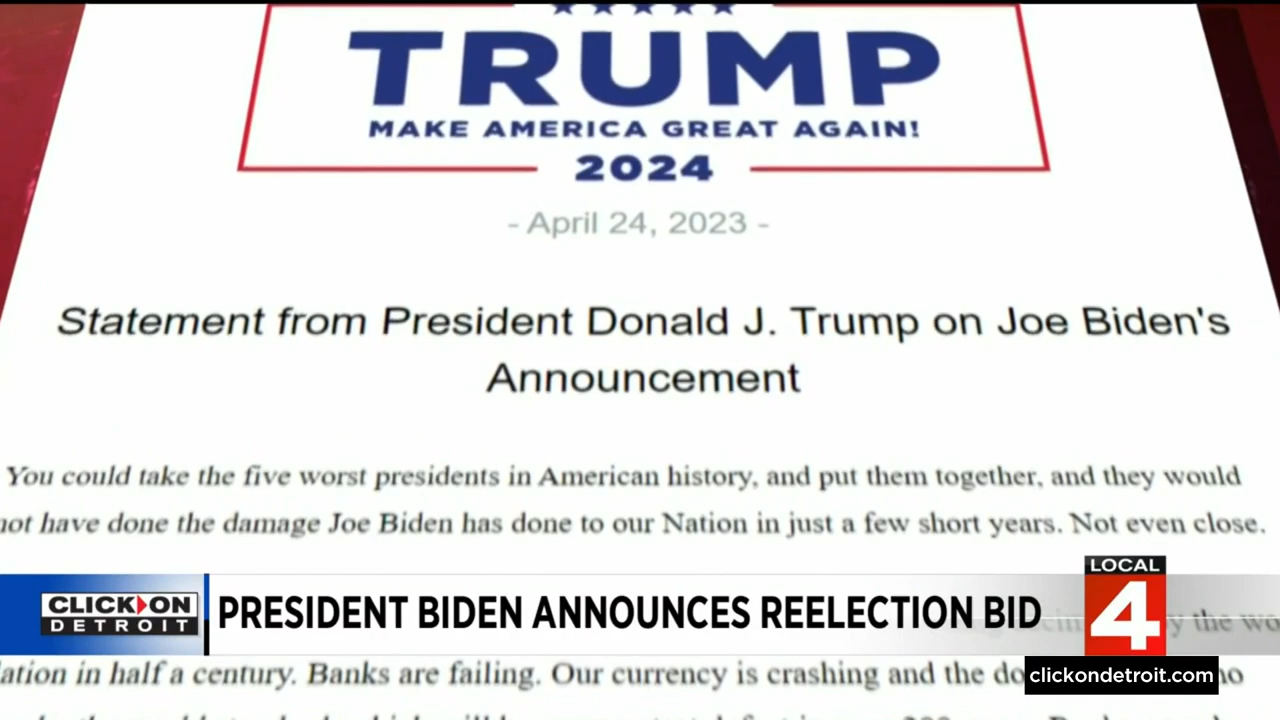 TRUMP
MAKE AMERICA GREAT AGAIN!
2024
- April 24, 2023 -
Statement from President Donald J. Trump on Joe Biden's
Announcement
You could take the five worst presidents in American history, and put them together, and they would
not have done the damage Joe Biden has done to our Nation in just a few short years. Not even close.
CLICK ON
DETROIT
PRESIDENT BIDEN ANNOUNCES REELECTION BID
LOCAL
4
the
in half a century. Banks are failing. Our currency is crashing and the
clickondetroit.com